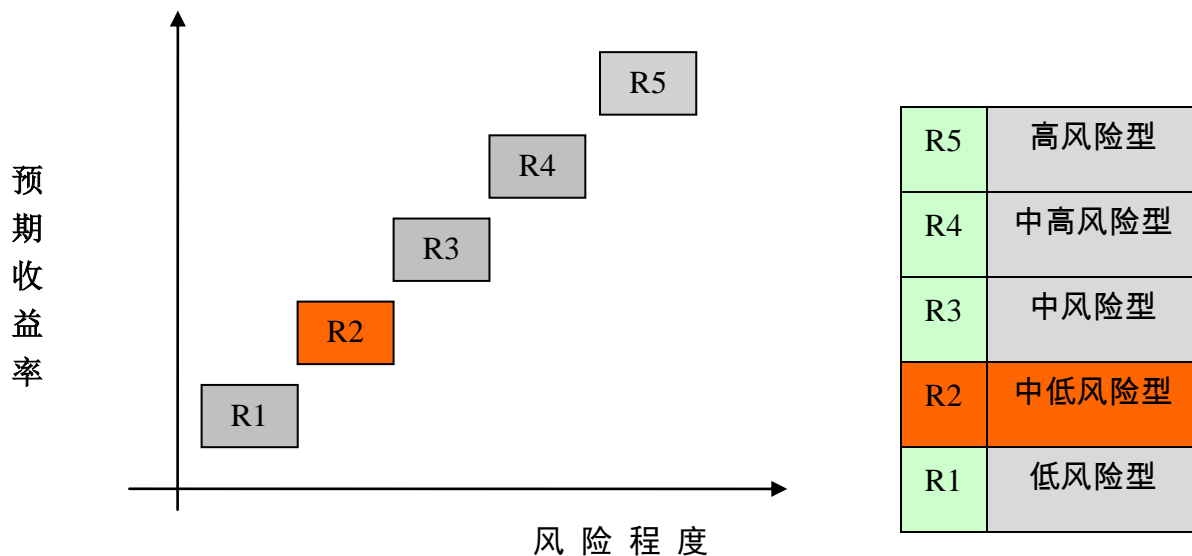 预期收益率
R5
R4
R3
R2
R1
风险程度
R5 高风险型
R4 中高风险型
R3 中风险型
R2 中低风险型
R1 低风险型